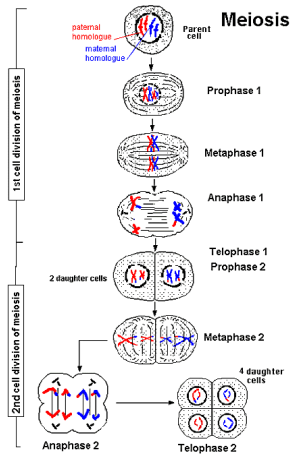 Meiosis
paternal
homologue
maternal
homologue
Parent
cell
Prophase 1
Metaphase 1
Anaphase 1
1st cell division of meiosis
Telophase 1
Prophase 2
2 daughter cells
Metaphase 2
2nd cell division of meiosis
4 daughter
cells
Anaphase 2
Telophase 2